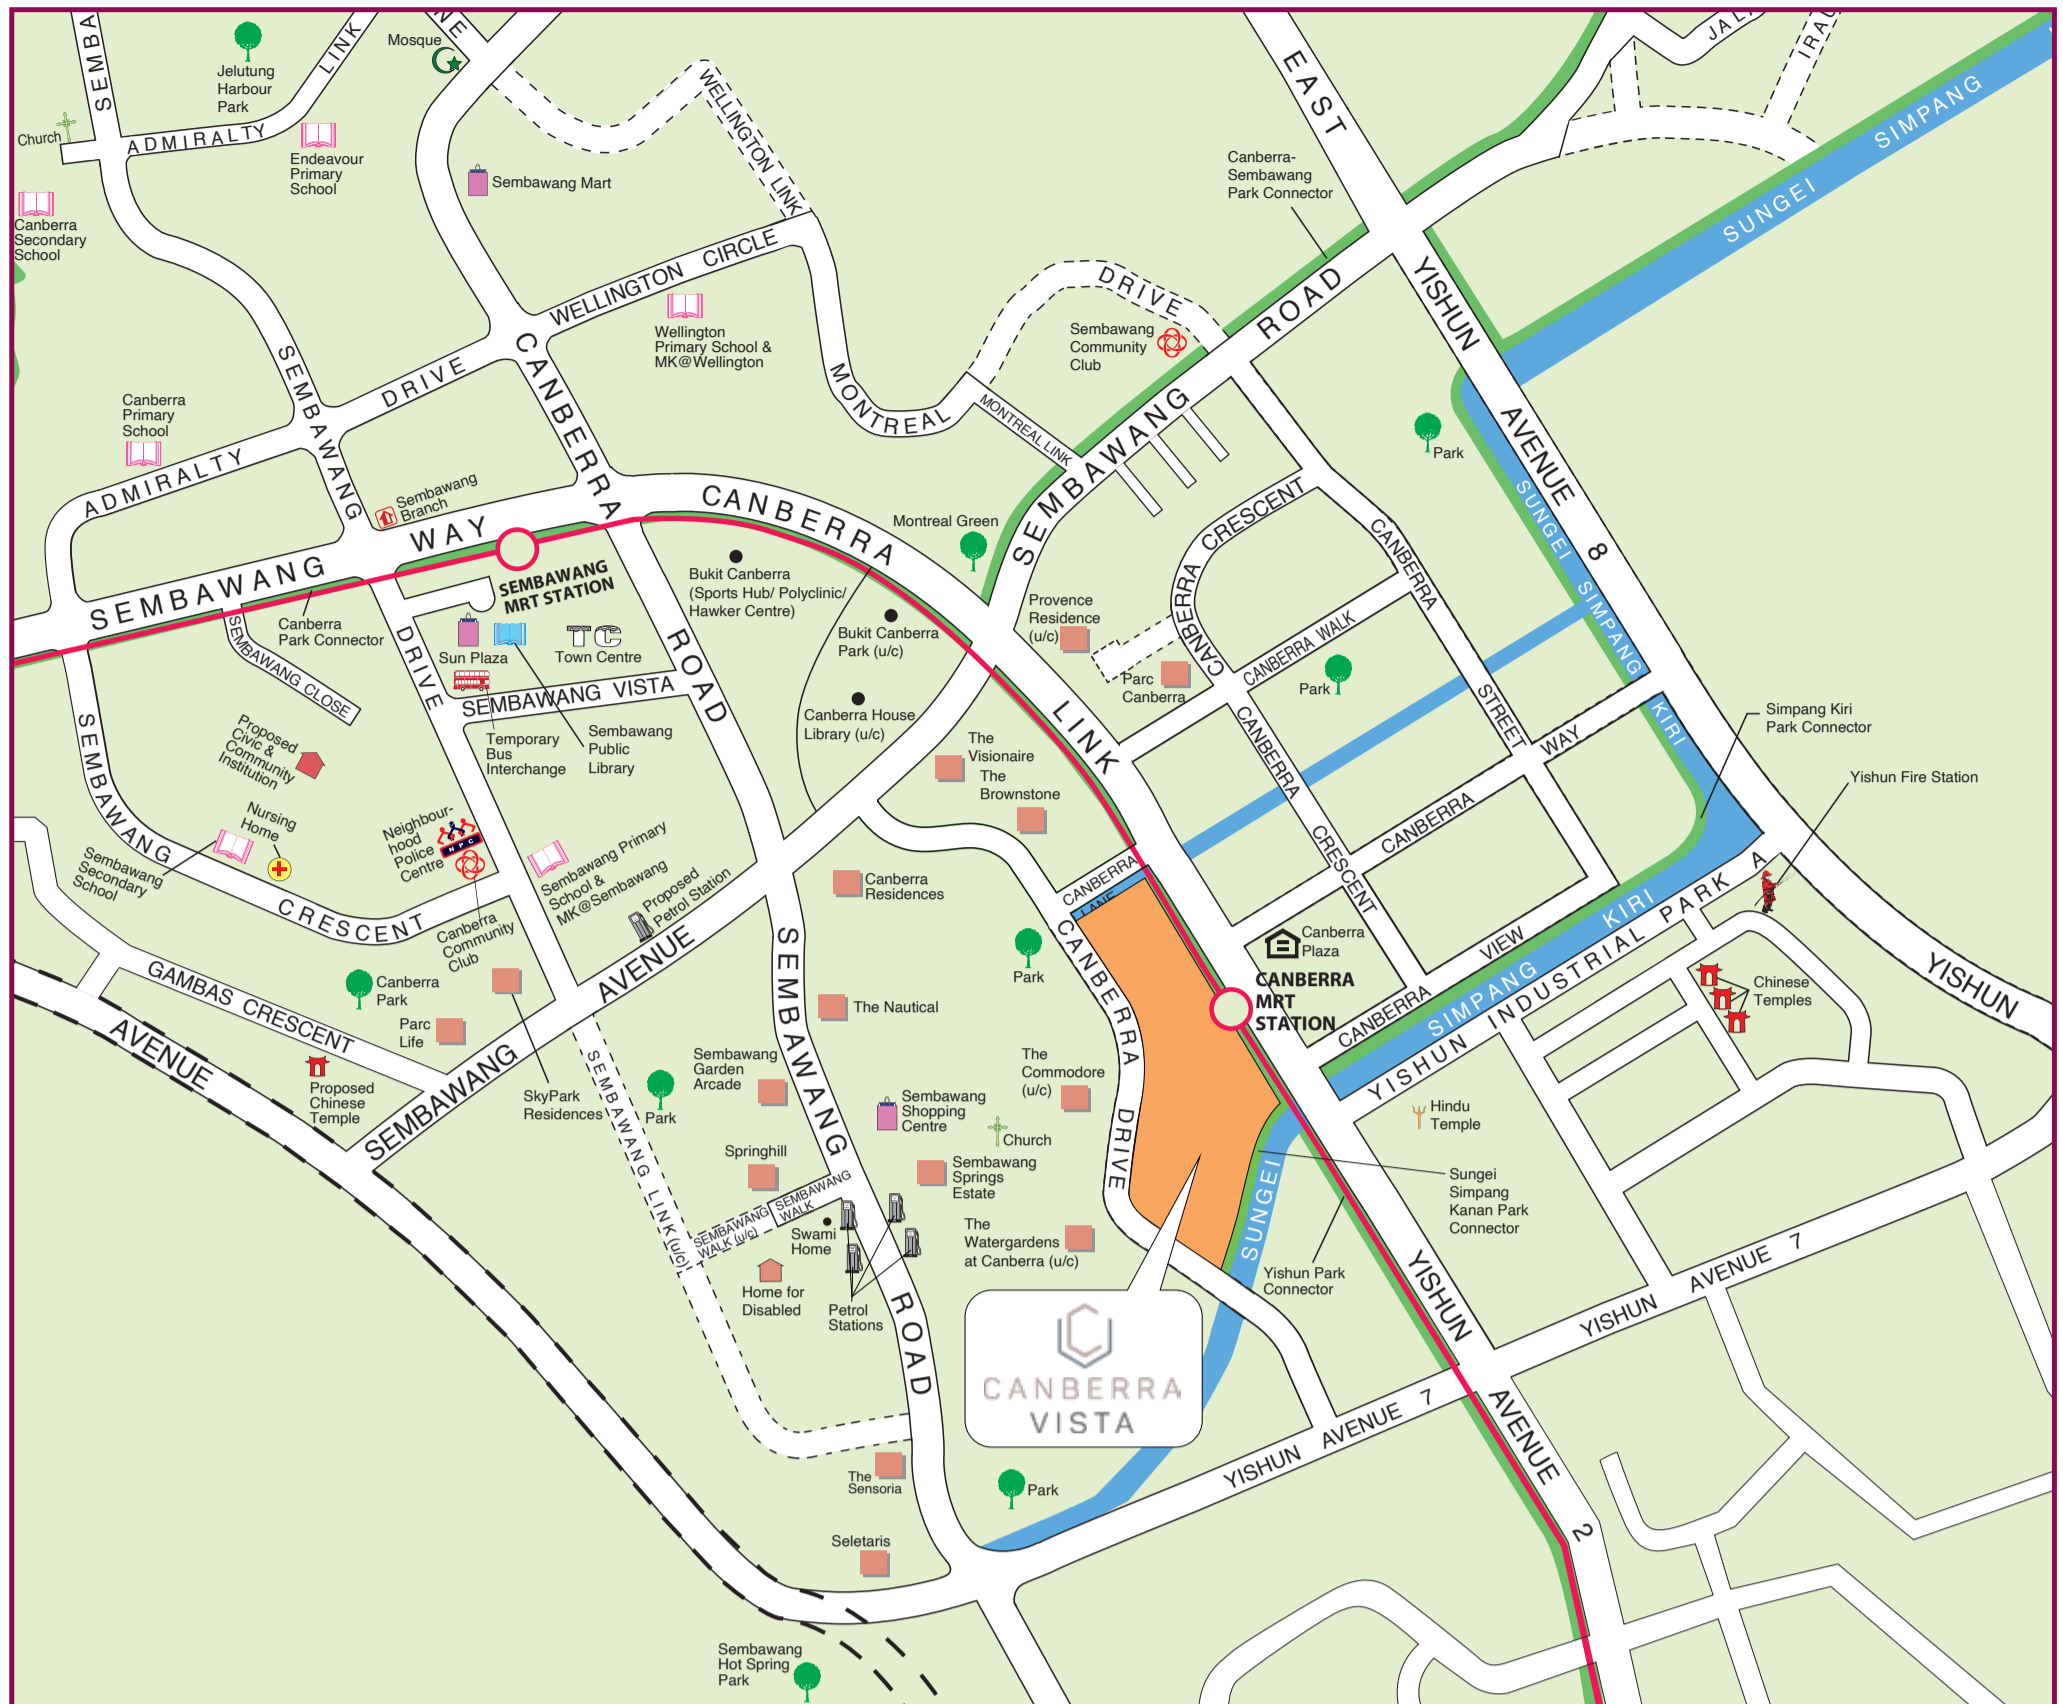 SEMBA
Jelutung
Harbour
Park
LINK
NE
Mosque
Church
ADMIRALTY
Endeavour
Primary
School
Canberra
Secondary
School
Sembawang Mart
WELLINGTON LINK
WELLINGTON CIRCLE
Wellington
Primary School &
MK@Wellington
EAST
JAL
IRAU
SUNGEI SIMPANG
Canberra-
Sembawang
Park Connector
YISHUN AVENUE 8
DRIVE
Sembawang
Community
Club
SEMBAWANG ROAD
MONTREAL
MONTREAL LINK
SEMBAWANG
ADMIRALTY DRIVE
CANBERRA
Canberra
Primary
School
Sembawang
Branch
SEMBAWANG WAY
SEMBAWANG
MRT STATION
CANBERRA LINK
Canberra
Park Connector
SEMBAWANG CLOSE
DRIVE
Sun Plaza
TC
Town Centre
SEMBAWANG VISTA
Temporary
Bus
Interchange
Sembawang
Public
Library
ROAD
Bukit Canberra
(Sports Hub/ Polyclinic/
Hawker Centre)
Bukit Canberra
Park (u/c)
Canberra House
Library (u/c)
Montreal Green
Provence
Residence
(u/c)
Parc
Canberra
CANBERRA CRESCENT
CANBERRA WALK
Park
Park
CANBERRA STREET
SUNGEI SIMPANG KIRI
Simpang Kiri
Park Connector
Yishun Fire Station
CANBERRA WAY
CANBERRA CRESCENT
The
Visionaire
The
Brownstone
CANBERRA
LANE
Proposed
Civic &
Community
Institution
Nursing
Home
Neighbour-
hood
Police
Centre
NPC
Sembawang
Secondary
School
SEMBAWANG CRESCENT
Canberra
Community
Club
Sembawang Primary
School &
MK@Sembawang
Proposed
Petrol Station
SEMBAWANG AVENUE
Canberra
Residences
SEMBAWANG ROAD
GAMBAS CRESCENT
AVENUE
Canberra
Park
Parc
Life
Proposed
Chinese
Temple
SkyPark
Residences
SEMBAWANG LINK (u/c)
Park
The Nautical
Sembawang
Garden
Arcade
Springhill
SEMBAWANG
WALK
SEMBAWANG
WALK (u/c)
Swami
Home
Home for
Disabled
Petrol
Stations
Sembawang
Shopping
Centre
Church
Sembawang
Springs
Estate
The
Commodore
(u/c)
The
Watergardens
at Canberra (u/c)
Park
CANBERRA DRIVE
Canberra
Plaza
CANBERRA
MRT
STATION
CANBERRA VIEW
SIMPANG KIRI
YISHUN INDUSTRIAL PARK A
Chinese
Temples
YISHUN
Hindu
Temple
Sungei
Simpang
Kanan Park
Connector
SUNGEI
Yishun Park
Connector
YISHUN AVENUE 2
YISHUN AVENUE 7
YISHUN AVENUE 7
CANBERRA
VISTA
The
Sensoria
Park
Seletaris
Sembawang
Hot Spring
Park